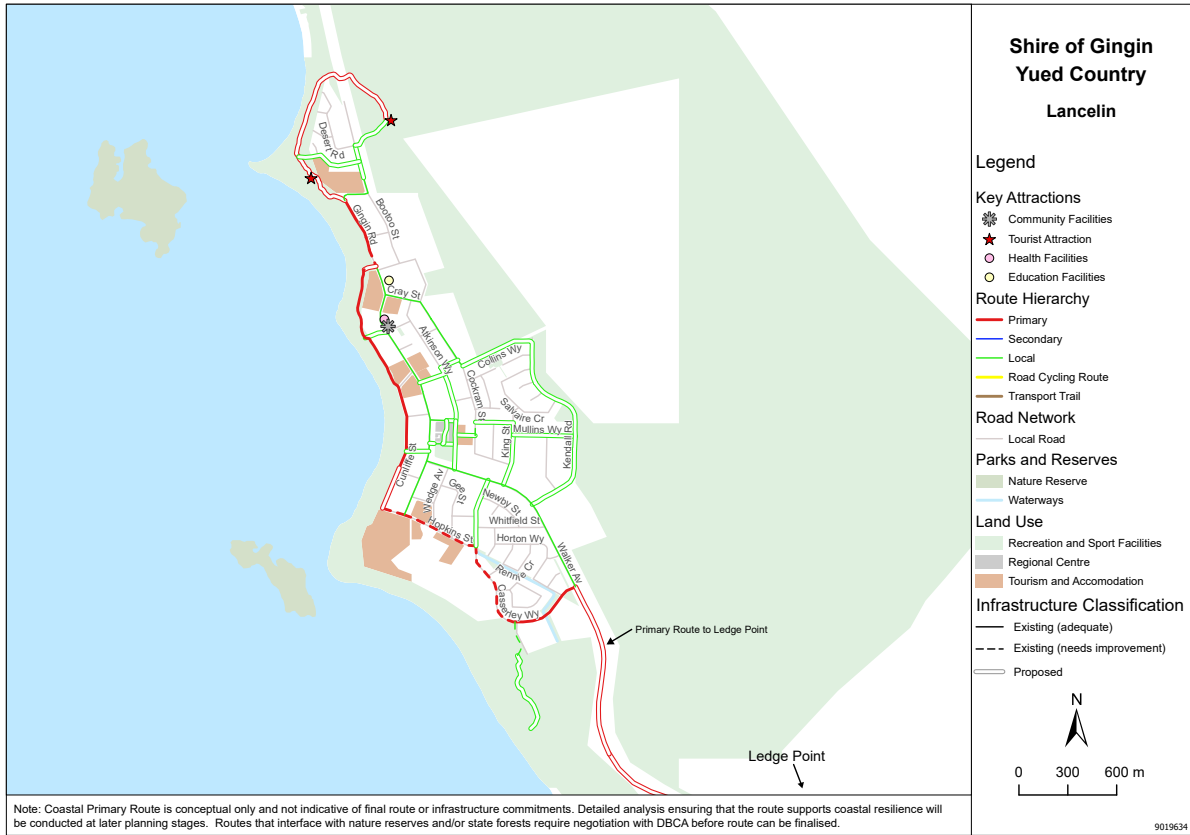 Shire of Gingin
Yued Country
Lancelin
Legend
Key Attractions
Community Facilities
Tourist Attraction
Health Facilities
Education Facilities
Route Hierarchy
Primary
Secondary
Local
Road Cycling Route
Transport Trail
Road Network
Local Road
Parks and Reserves
Nature Reserve
Waterways
Land Use
Recreation and Sport Facilities
Regional Centre
Tourism and Accomodation
Infrastructure Classification
Existing (adequate)
Existing (needs improvement)
Proposed
N
0 300 600 m
9019634
Desert Rd
Gingin Rd
Bootoo St
Cray St
Atkinson Wy
Collins Wy
Cockram St
Salvaire Cr
Mullins Wy
King St
Kendall Rd
Cunliffe St
Wedge Av
Gee St
Newby St
Hopkins St
Whitfield St
Horton Wy
Walker Av
Rennie Cr
Casserley Wy
Primary Route to Ledge Point
Ledge Point
Note: Coastal Primary Route is conceptual only and not indicative of final route or infrastructure commitments. Detailed analysis ensuring that the route supports coastal resilience will
be conducted at later planning stages. Routes that interface with nature reserves and/or state forests require negotiation with DBCA before route can be finalised.